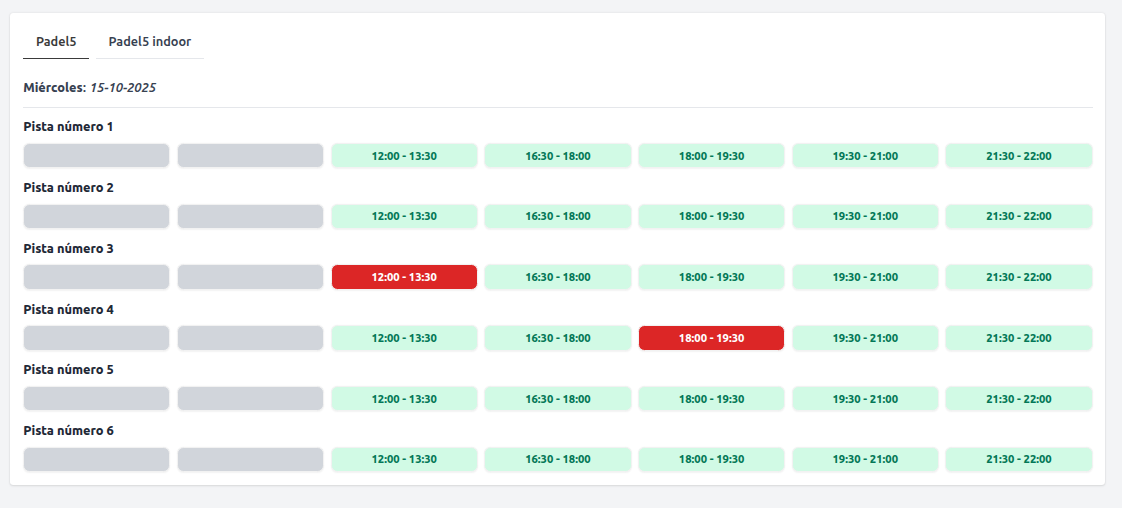 Padel5 Padel5 indoor
Miércoles: 15-10-2025
Pista número 1
12:00 - 13:30 16:30 - 18:00 18:00 - 19:30 19:30 - 21:00 21:30 - 22:00
Pista número 2
12:00 - 13:30 16:30 - 18:00 18:00 - 19:30 19:30 - 21:00 21:30 - 22:00
Pista número 3
12:00 - 13:30 16:30 - 18:00 18:00 - 19:30 19:30 - 21:00 21:30 - 22:00
Pista número 4
12:00 - 13:30 16:30 - 18:00 18:00 - 19:30 19:30 - 21:00 21:30 - 22:00
Pista número 5
12:00 - 13:30 16:30 - 18:00 18:00 - 19:30 19:30 - 21:00 21:30 - 22:00
Pista número 6
12:00 - 13:30 16:30 - 18:00 18:00 - 19:30 19:30 - 21:00 21:30 - 22:00